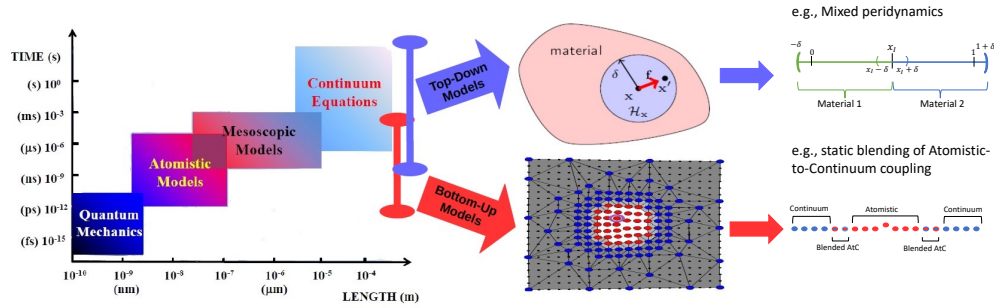 TIME (s)
(s) 10⁰
(ms) 10⁻³
(μs) 10⁻⁶
(ns) 10⁻⁹
(ps) 10⁻¹²
(fs) 10⁻¹⁵
Quantum
Mechanics
Atomistic
Models
Mesoscopic
Models
Continuum
Equations
10⁻¹⁰ 10⁻⁹ 10⁻⁸ 10⁻⁷ 10⁻⁶ 10⁻⁵ 10⁻⁴
(nm) (μm) LENGTH (m)
Top-Down
Models
Bottom-Up
Models
material
δ f
x x′
ℋₓ
e.g., Mixed peridynamics
−δ 0 x_I 1 1 + δ
x_I − δ x_I + δ
Material 1 Material 2
e.g., static blending of Atomistic-
to-Continuum coupling
Continuum Atomistic Continuum
Blended AtC Blended AtC